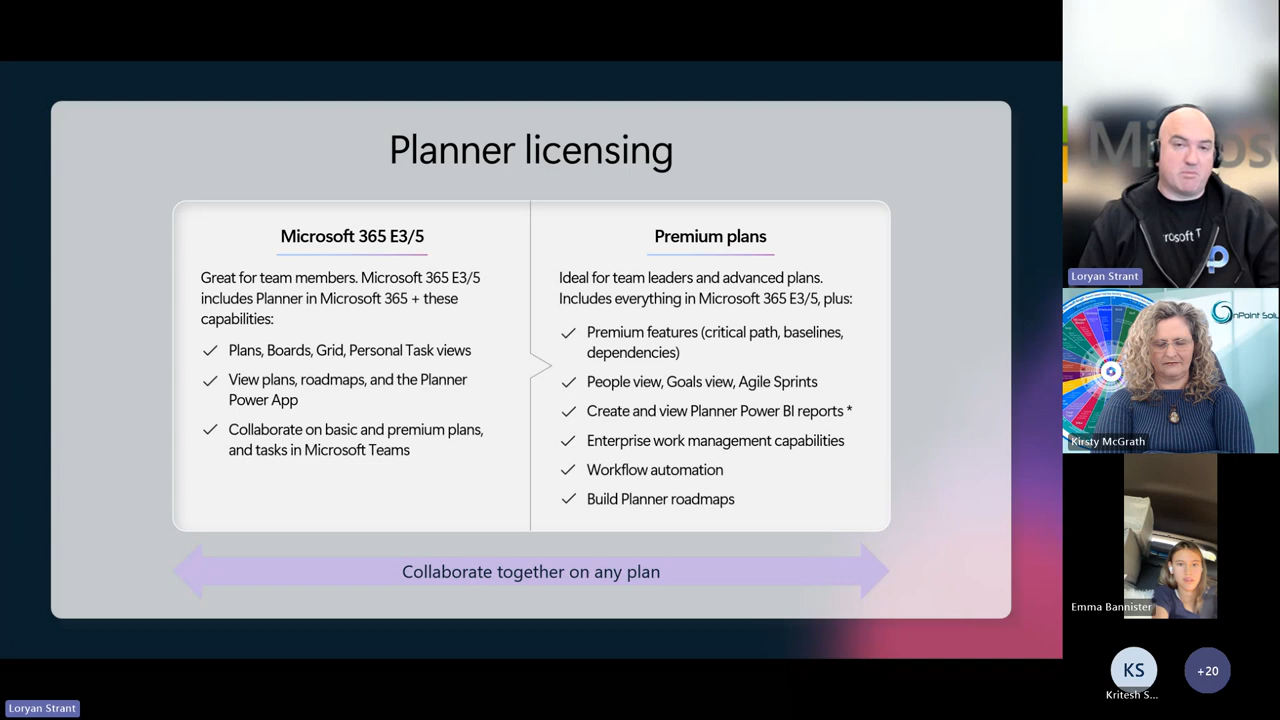 Planner licensing
Microsoft 365 E3/5
Great for team members. Microsoft 365 E3/5
includes Planner in Microsoft 365 + these
capabilities:
Plans, Boards, Grid, Personal Task views
View plans, roadmaps, and the Planner
Power App
Collaborate on basic and premium plans,
and tasks in Microsoft Teams
Premium plans
Ideal for team leaders and advanced plans.
Includes everything in Microsoft 365 E3/5, plus:
Premium features (critical path, baselines,
dependencies)
People view, Goals view, Agile Sprints
Create and view Planner Power BI reports *
Enterprise work management capabilities
Workflow automation
Build Planner roadmaps
Collaborate together on any plan
Loryan Strant
Kirsty McGrath
Emma Bannister
KS
Kritesh S...
+20
Loryan Strant